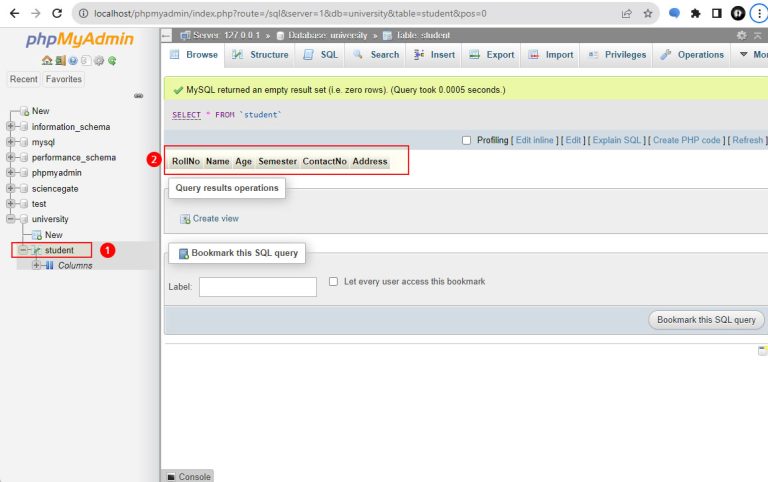 localhost/phpmyadmin/index.php?route=/sql&server=1&db=university&table=student&pos=0
phpMyAdmin
Recent Favorites
New
information_schema
mysql
performance_schema
phpmyadmin
sciencegate
test
university
New
student
1
Columns
Server: 127.0.0.1 » Database: university » Table: student
Browse Structure SQL Search Insert Export Import Privileges Operations Mor
MySQL returned an empty result set (i.e. zero rows). (Query took 0.0005 seconds.)
SELECT * FROM `student`
Profiling [ Edit inline ] [ Edit ] [ Explain SQL ] [ Create PHP code ] [ Refresh ]
2
RollNo Name Age Semester ContactNo Address
Query results operations
Create view
Bookmark this SQL query
Label: Let every user access this bookmark
Bookmark this SQL query
Console